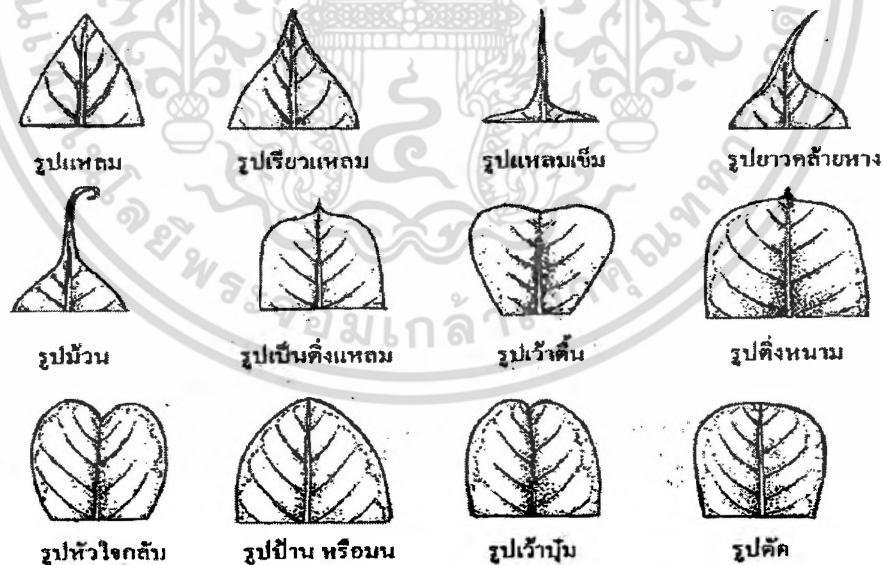 รูปแหลม รูปเรียวแหลม รูปแหลมเข็ม รูปยาวคล้ายหาง
รูปม้วน รูปเป็นติ่งแหลม รูปเว้าตื้น รูปติ่งหนาม
รูปหัวใจกลับ รูปป้าน หรือมน รูปเว้าบุ๋ม รูปตัด